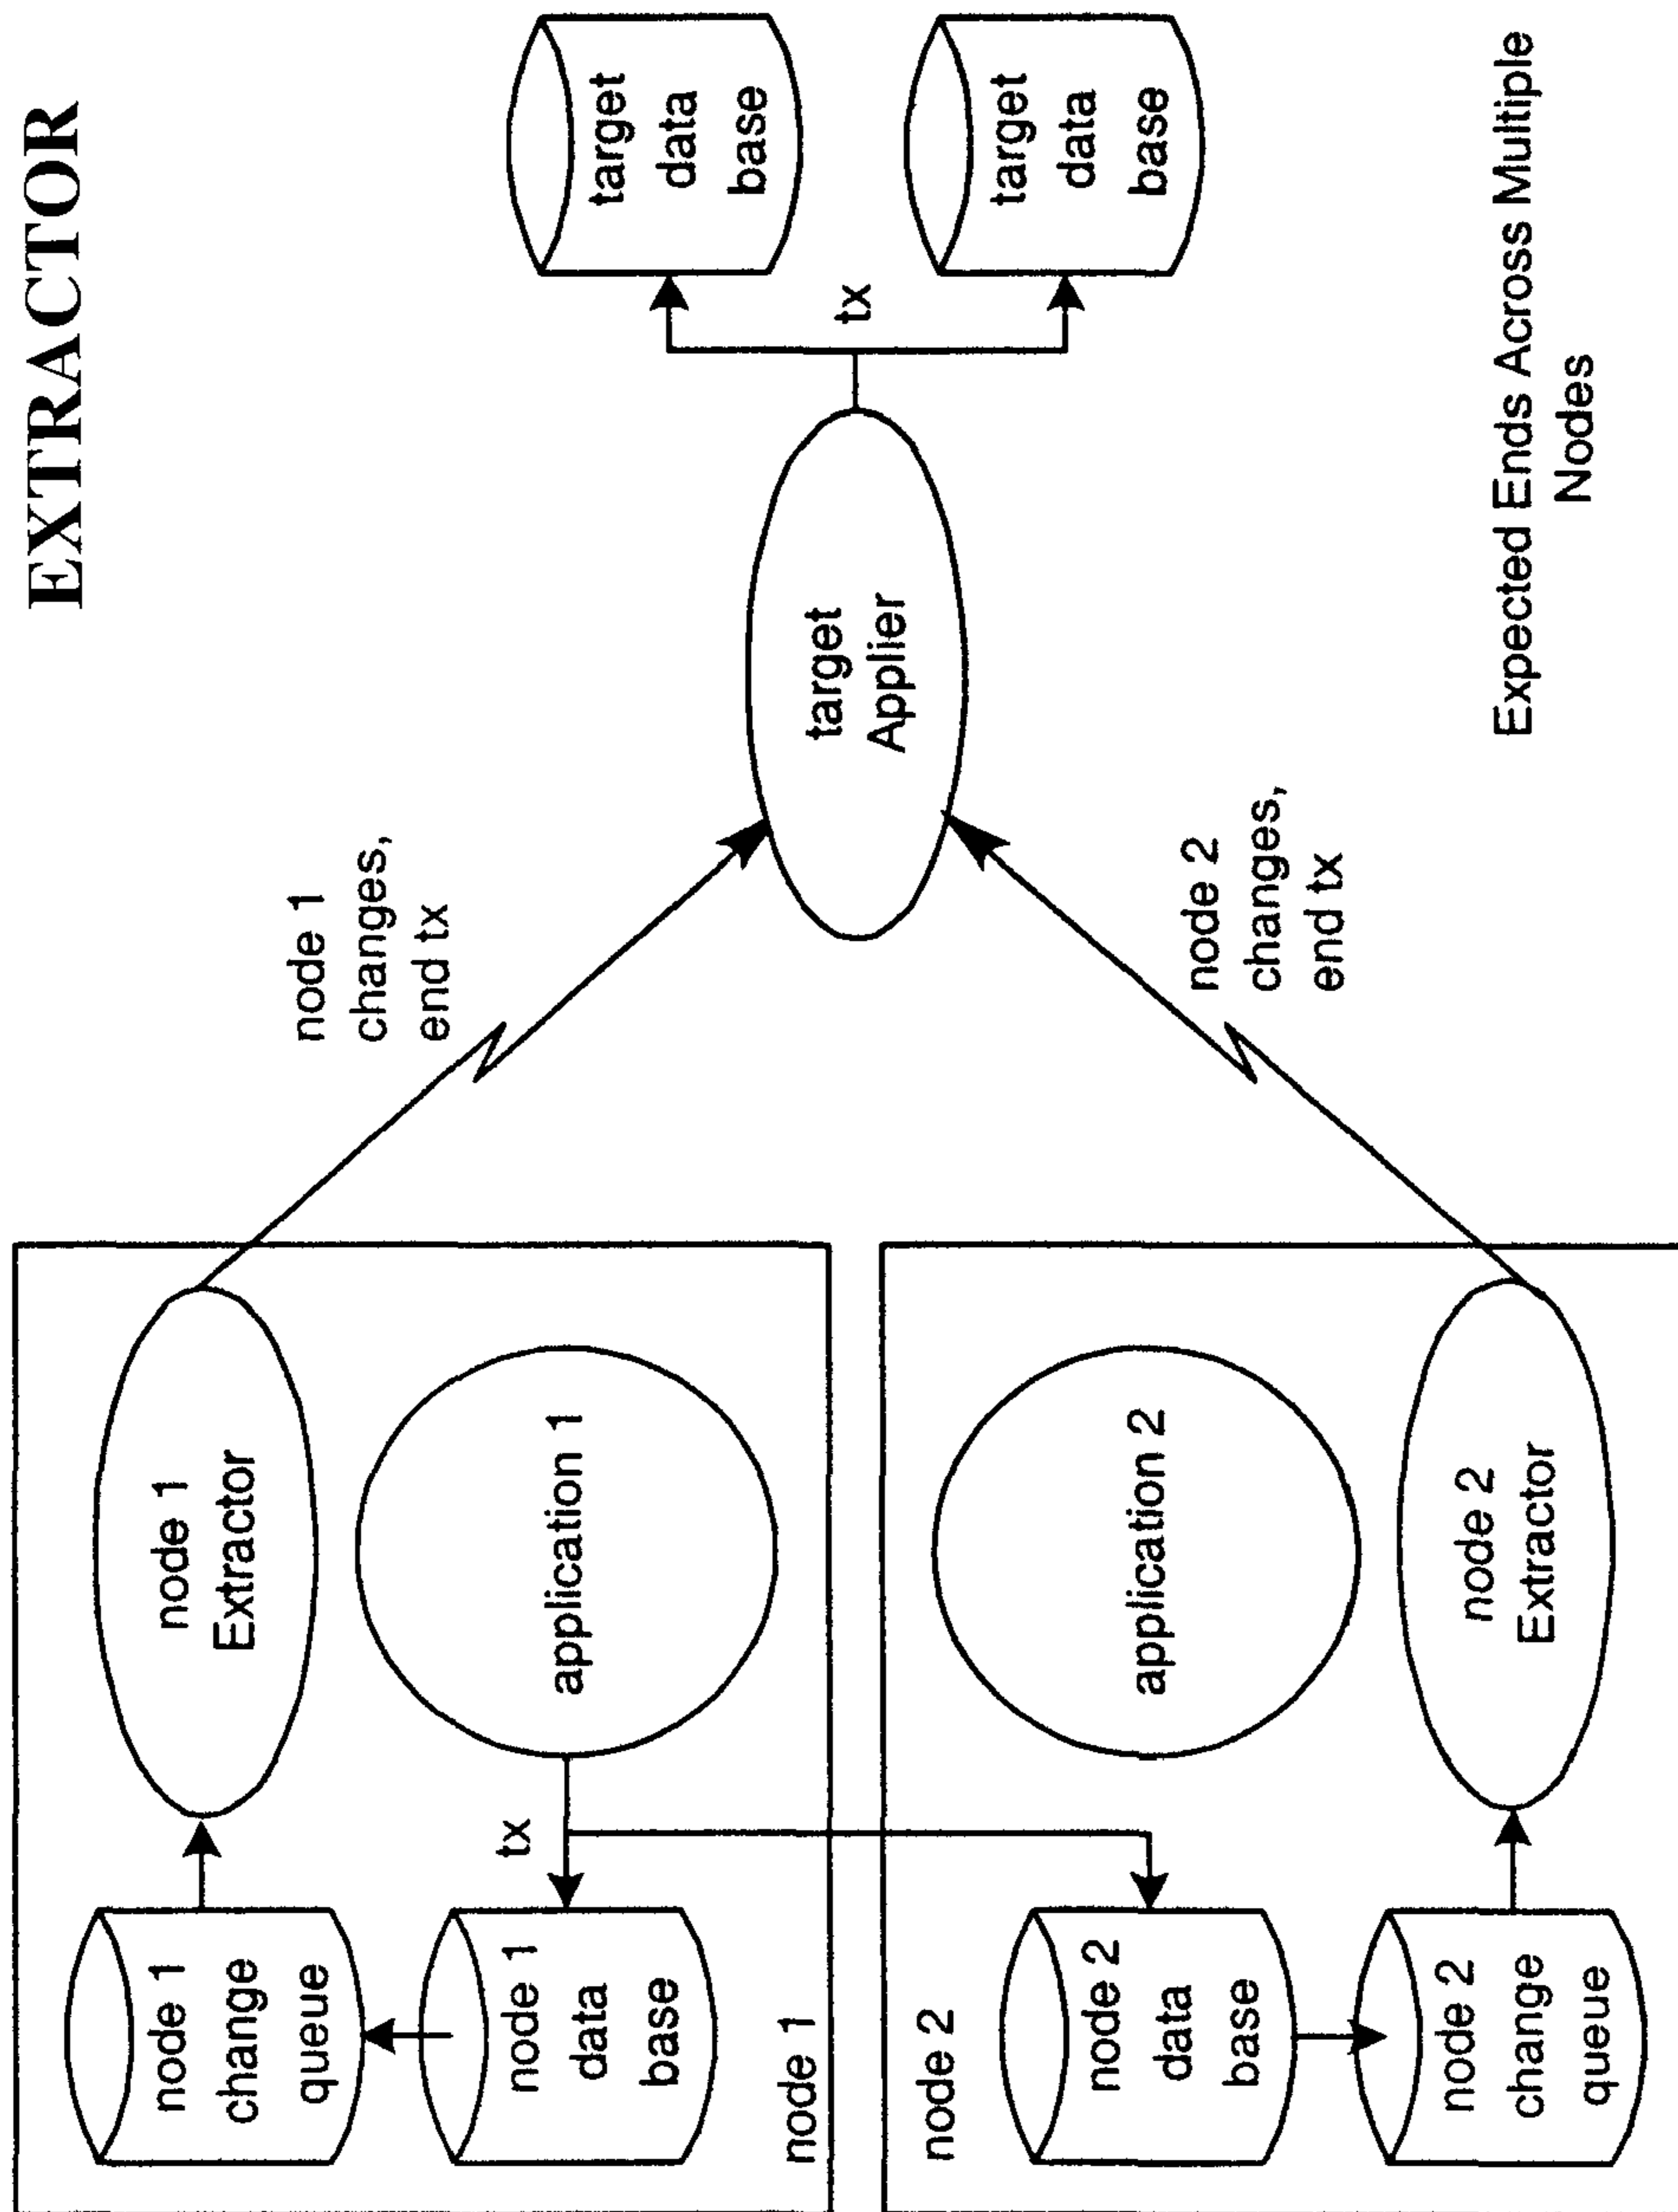 EXTRACTOR
node 1
change
queue
node 1
Extractor
node 1
changes,
end tx
node 1
data
base
tx
application 1
node 1
target
Applier
tx
target
data
base
target
data
base
node 2
node 2
data
base
application 2
node 2
changes,
end tx
node 2
change
queue
node 2
Extractor
Expected Ends Across Multiple
Nodes